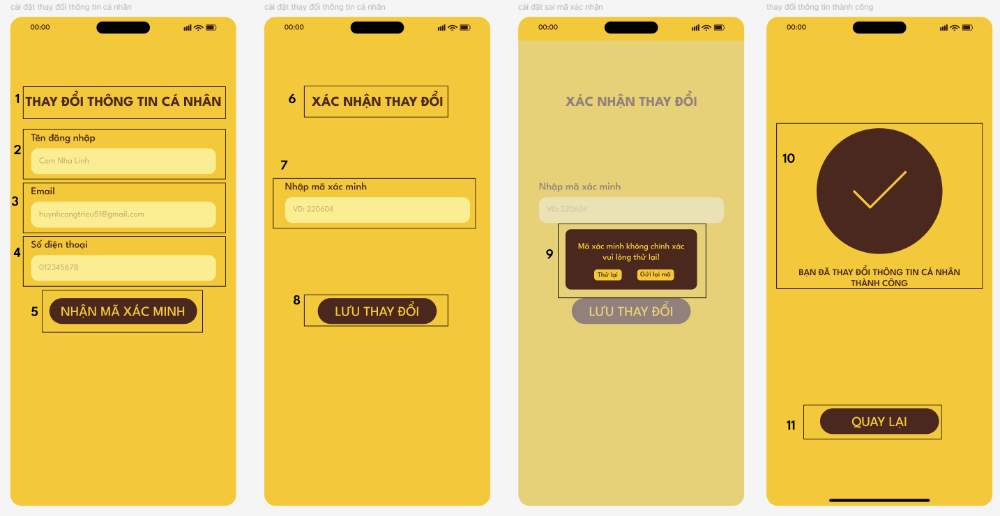 cài đặt thay đổi thông tin cá nhân
00:00
1
THAY ĐỔI THÔNG TIN CÁ NHÂN
2
Tên đăng nhập
Com Nha Linh
3
Email
huynhcongtrieu51@gmail.com
4
Số điện thoại
012345678
5
NHẬN MÃ XÁC MINH
cài đặt thay đổi thông tin cá nhân
00:00
6
XÁC NHẬN THAY ĐỔI
7
Nhập mã xác minh
VD: 220604
8
LƯU THAY ĐỔI
cài đặt sai mã xác nhận
00:00
XÁC NHẬN THAY ĐỔI
Nhập mã xác minh
VD: 220604
9
Mã xác minh không chính xác
vui lòng thử lại!
Thử lại
Gửi lại mã
LƯU THAY ĐỔI
thay đổi thông tin thành công
00:00
10
BẠN ĐÃ THAY ĐỔI THÔNG TIN CÁ NHÂN
THÀNH CÔNG
11
QUAY LẠI